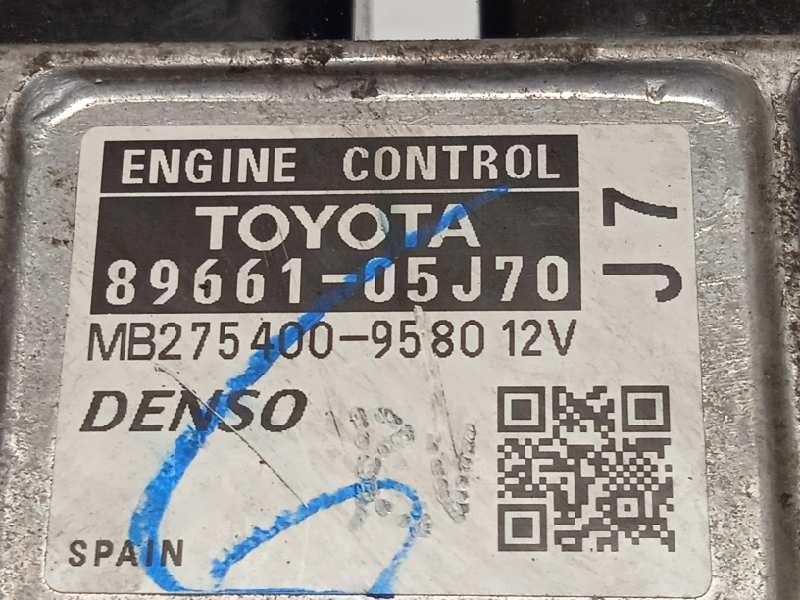 ENGINE CONTROL
TOYOTA
89661-05J70
J7
MB275400-9580 12V
DENSO
SPAIN